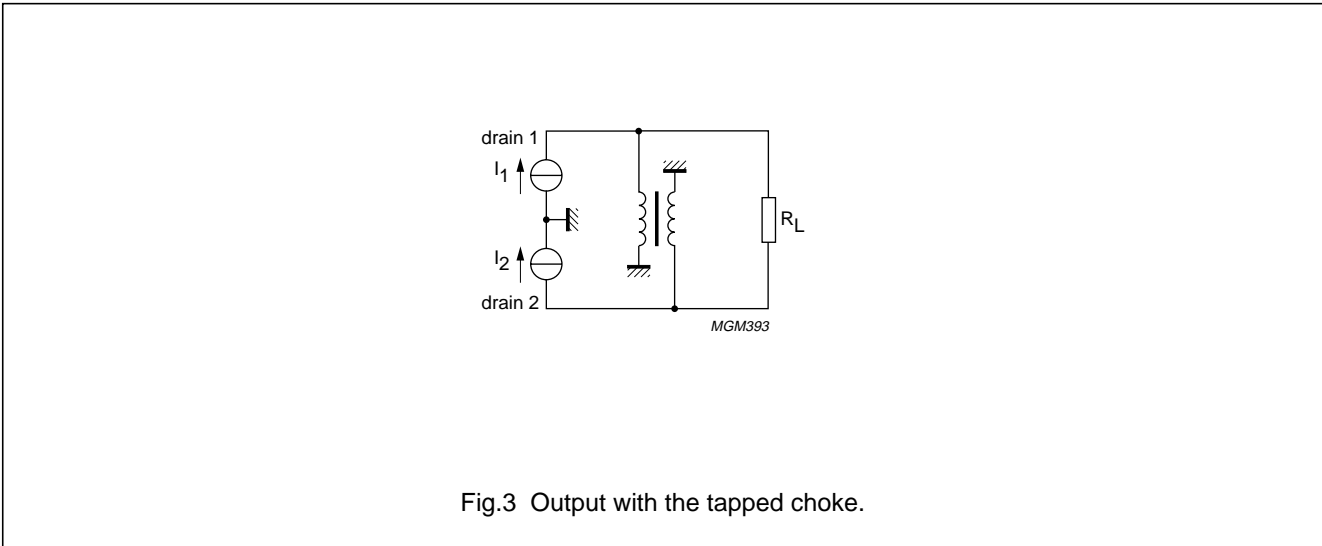 drain 1
I1
I2
drain 2
RL
MGM393
Fig.3 Output with the tapped choke.